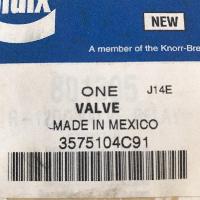 NEW
A member of the Knorr-Bre
ONE J14E
VALVE
MADE IN MEXICO
3575104C91